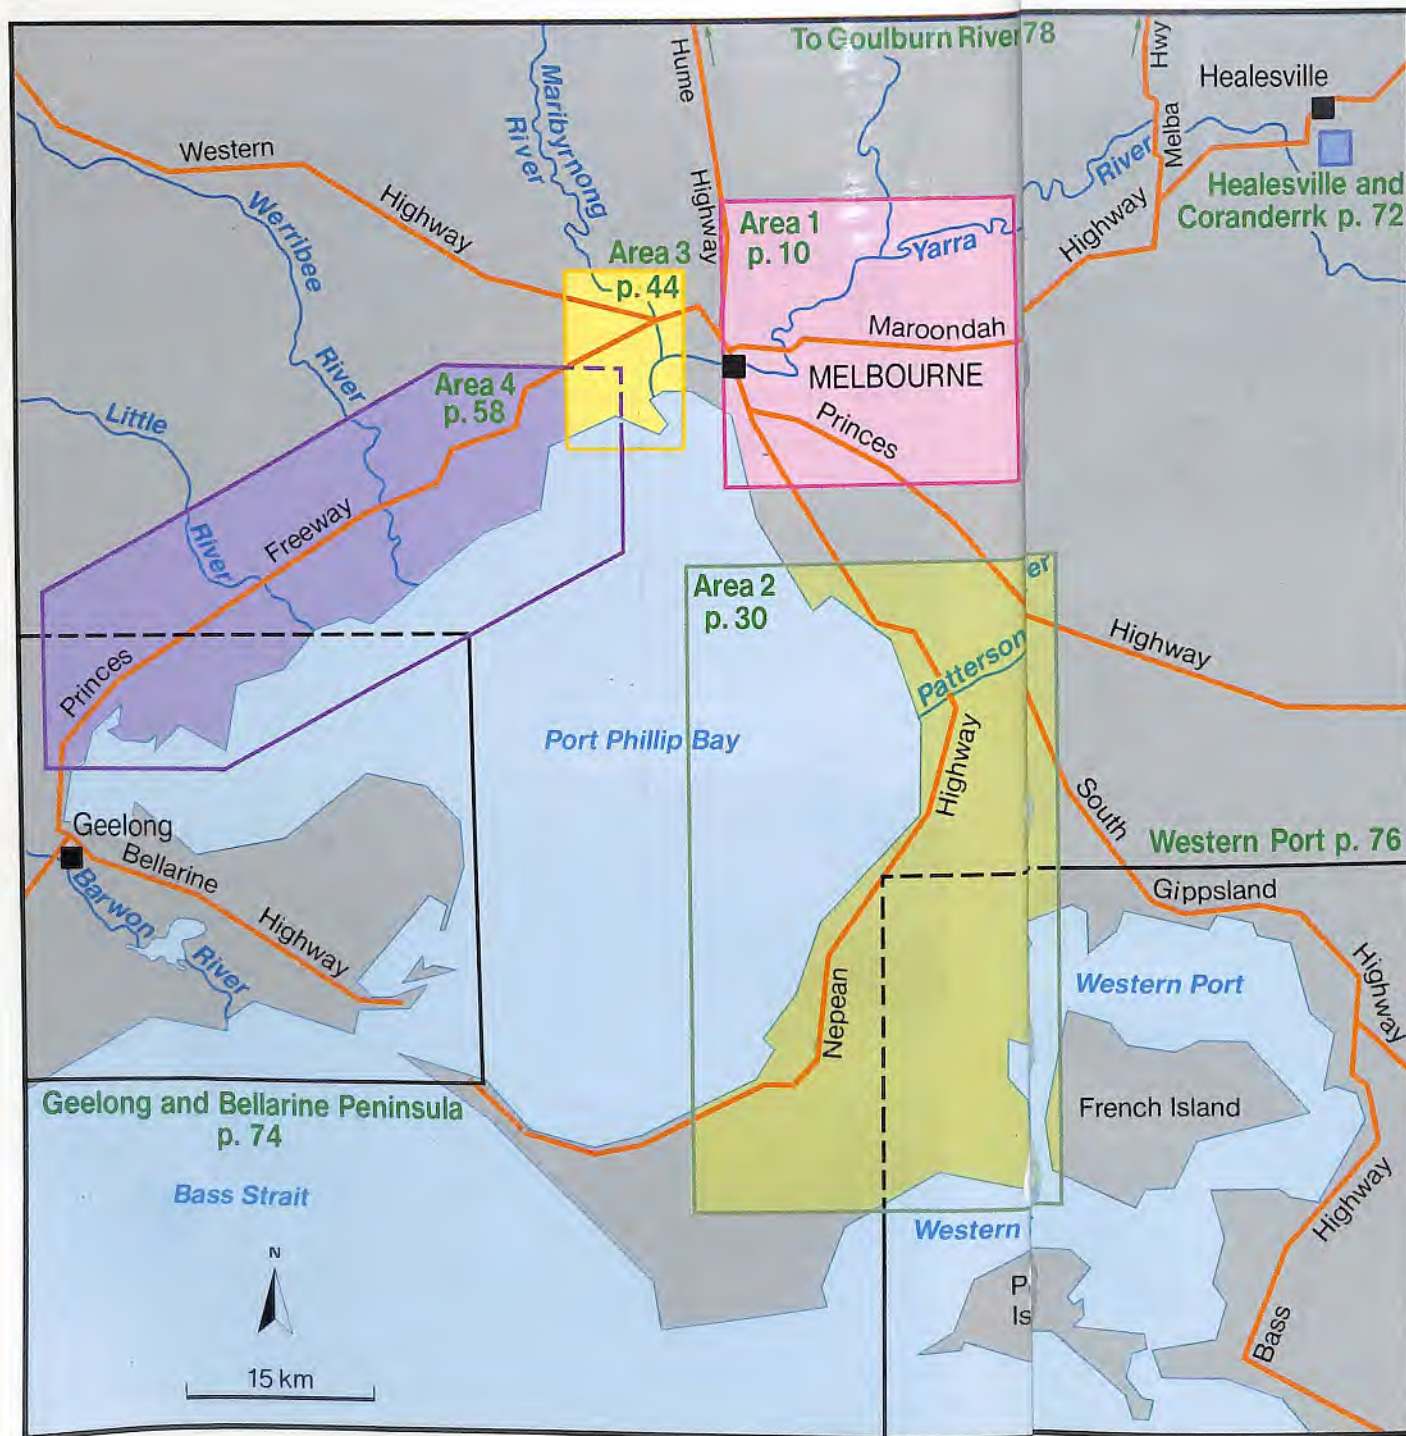 To Goulburn River 78
Hume
Highway
Hwy
Melba
Healesville
Maribyrnong
River
Western
Highway
River
Highway
Healesville and
Coranderrk p. 72
Werribee
River
Area 3
p. 44
Area 1
p. 10
Yarra
Maroondah
MELBOURNE
Princes
Area 4
p. 58
Little
River
Freeway
Princes
Area 2
p. 30
er
Patterson
Highway
Highway
Port Phillip Bay
South
Geelong
Bellarine
Highway
Barwon
River
Western Port p. 76
Gippsland
Highway
Western Port
Nepean
French Island
Geelong and Bellarine Peninsula
p. 74
Bass Strait
Western
Highway
Bass
P
Is
N
15 km